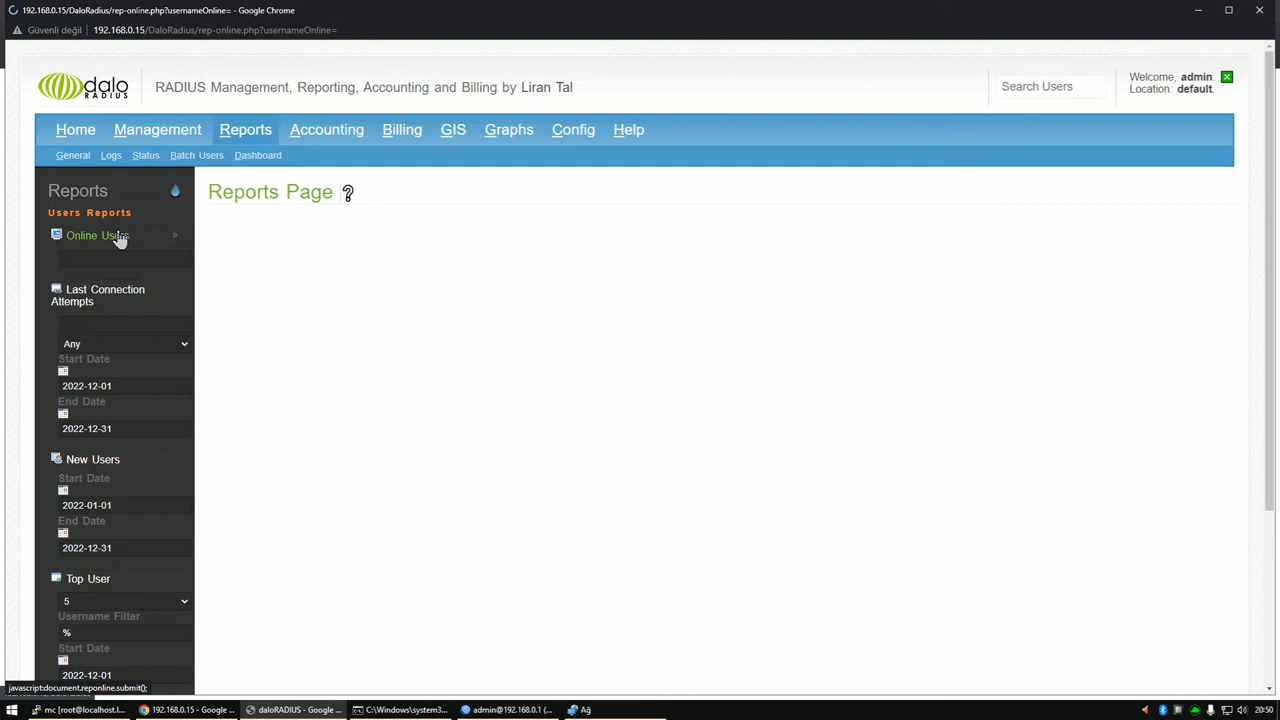 192.168.0.15/DaloRadius/rep-online.php?usernameOnline= - Google Chrome
Güvenli değil
192.168.0.15/DaloRadius/rep-online.php?usernameOnline=
dalo
RADIUS
RADIUS Management, Reporting, Accounting and Billing by Liran Tal
Search Users
Welcome, admin.
Location: default.
Home Management Reports Accounting Billing GIS Graphs Config Help
General Logs Status Batch Users Dashboard
Reports
Reports Page ?
Users Reports
Online Users »
Last Connection
Attempts
Any
Start Date
2022-12-01
End Date
2022-12-31
New Users
Start Date
2022-01-01
End Date
2022-12-31
Top User
5
Username Filter
%
Start Date
2022-12-01
javascript:document.reponline.submit();
mc [root@localhost.l... 192.168.0.15 - Google ... daloRADIUS - Google ... C:\Windows\system3... admin@192.168.0.1 (... Ağ 20:50